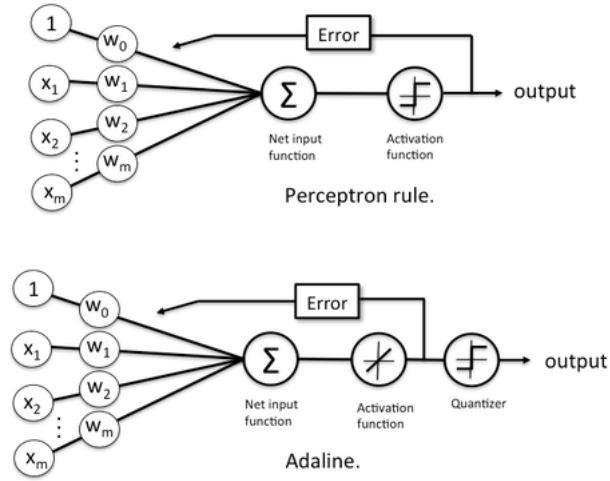 1
w0
Error
x1
w1
Σ
output
x2
w2
⋮
wm
xm
Net input
function
Activation
function
Perceptron rule.
1
w0
Error
x1
w1
Σ
output
x2
w2
⋮
wm
xm
Net input
function
Activation
function
Quantizer
Adaline.